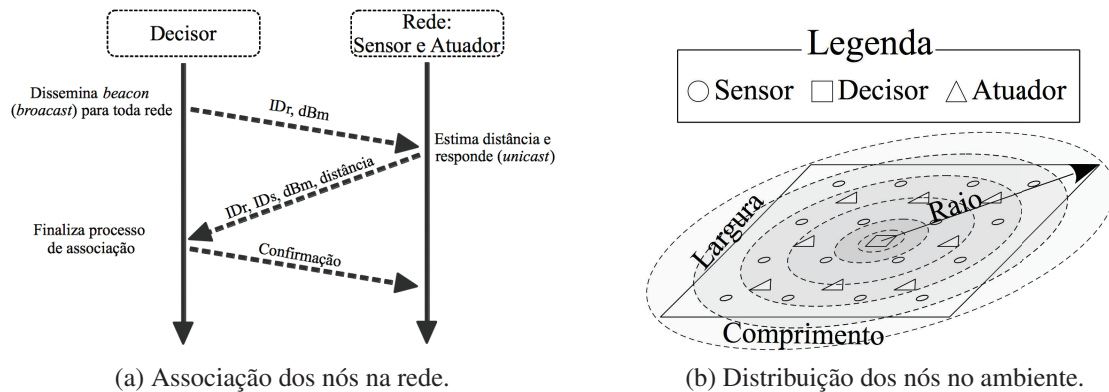 Decisor
Rede:
Sensor e Atuador
Dissemina beacon
(broacast) para toda rede
IDr, dBm
Estima distância e
responde (unicast)
IDr, IDs, dBm, distância
Finaliza processo
de associação
Confirmação
(a) Associação dos nós na rede.
Legenda
Sensor Decisor Atuador
Largura
Raio
Comprimento
(b) Distribuição dos nós no ambiente.